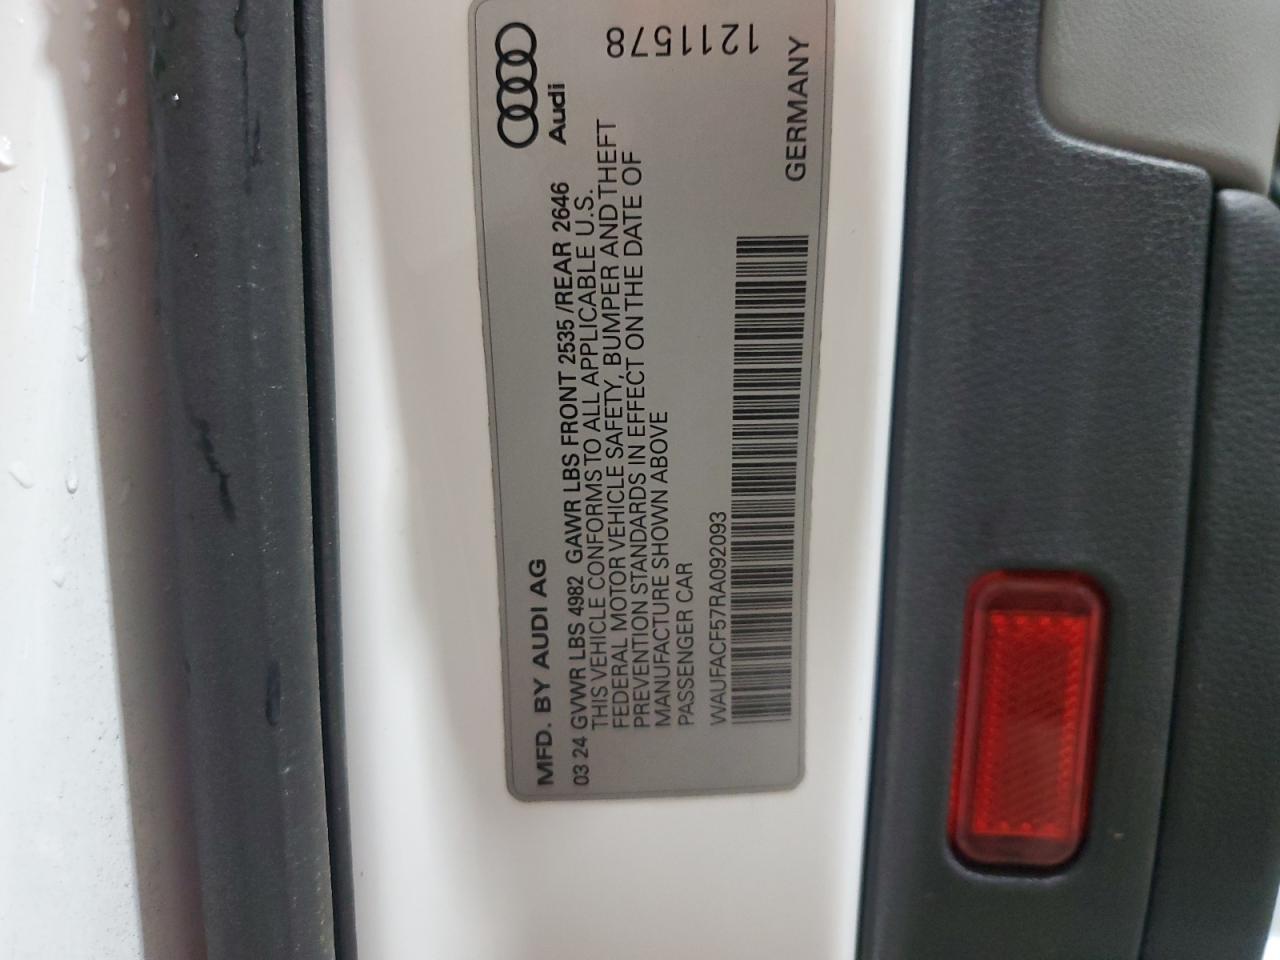 Audi
MFD. BY AUDI AG
03 24 GVWR LBS 4982 GAWR LBS FRONT 2535 /REAR 2646
THIS VEHICLE CONFORMS TO ALL APPLICABLE U.S.
FEDERAL MOTOR VEHICLE SAFETY, BUMPER AND THEFT
PREVENTION STANDARDS IN EFFECT ON THE DATE OF
MANUFACTURE SHOWN ABOVE
PASSENGER CAR
WAUFACF57RA092093
GERMANY
1211578